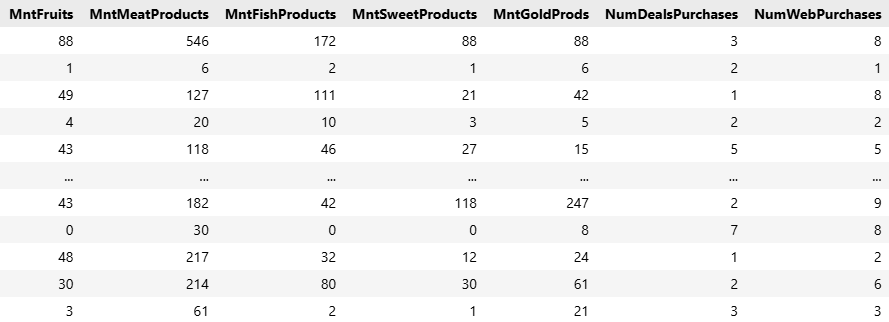 MntFruits MntMeatProducts MntFishProducts MntSweetProducts MntGoldProds NumDealsPurchases NumWebPurchases
88 546 172 88 88 3 8
1 6 2 1 6 2 1
49 127 111 21 42 1 8
4 20 10 3 5 2 2
43 118 46 27 15 5 5
... ... ... ... ... ... ...
43 182 42 118 247 2 9
0 30 0 0 8 7 8
48 217 32 12 24 1 2
30 214 80 30 61 2 6
3 61 2 1 21 3 3